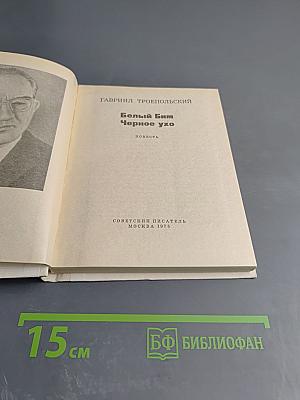 ГАВРИИЛ ТРОЕПОЛЬСКИЙ
Белый Бим
Черное ухо
ПОВЕСТЬ
СОВЕТСКИЙ ПИСАТЕЛЬ
МОСКВА 1975
15 см
БФ БИБЛИОФАН